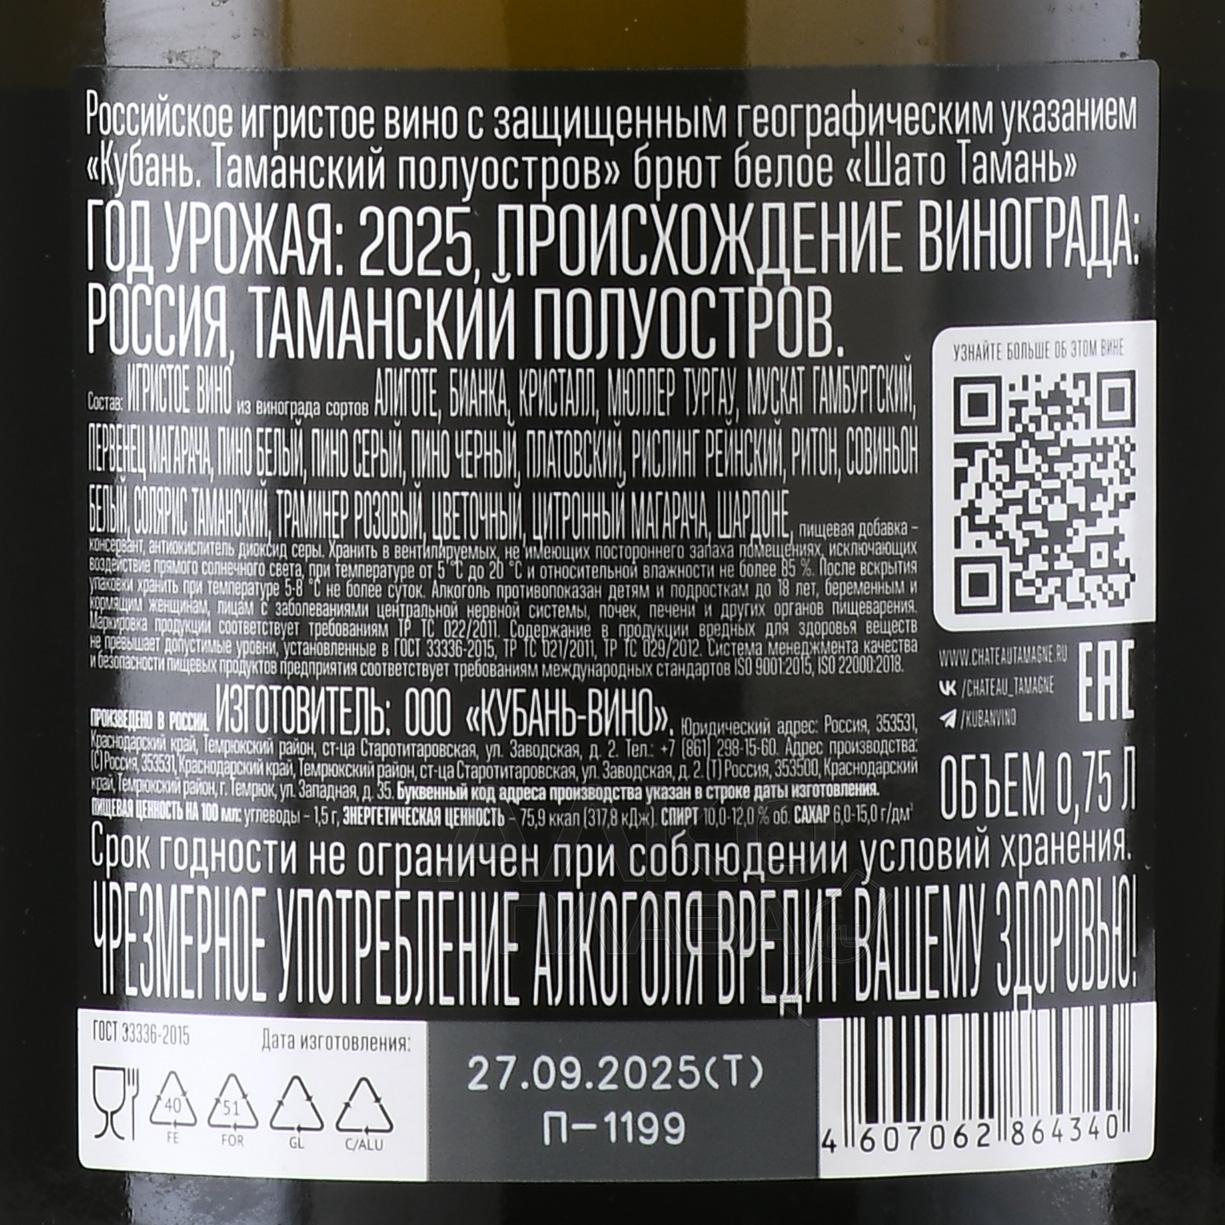 Российское игристое вино с защищенным географическим указанием
«Кубань. Таманский полуостров» брют белое «Шато Тамань»
ГОД УРОЖАЯ: 2025, ПРОИСХОЖДЕНИЕ ВИНОГРАДА:
РОССИЯ, ТАМАНСКИЙ ПОЛУОСТРОВ.
Состав: ИГРИСТОЕ ВИНО из винограда сортов АЛИГОТЕ, БИАНКА, КРИСТАЛЛ, МЮЛЛЕР ТУРГАУ, МУСКАТ ГАМБУРГСКИЙ,
ПЕРВЕНЕЦ МАГАРАЧА, ПИНО БЕЛЫЙ, ПИНО СЕРЫЙ, ПИНО ЧЕРНЫЙ, ПЛАТОВСКИЙ, РИСЛИНГ РЕЙНСКИЙ, РИТОН, СОВИНЬОН
БЕЛЫЙ, СОЛЯРИС ТАМАНСКИЙ, ТРАМИНЕР РОЗОВЫЙ, ЦВЕТОЧНЫЙ, ЦИТРОННЫЙ МАГАРАЧА, ШАРДОНЕ, пищевая добавка –
консервант, антиокислитель диоксид серы. Хранить в вентилируемых, не имеющих постороннего запаха помещениях, исключающих
воздействие прямого солнечного света, при температуре от 5 °С до 20 °С и относительной влажности не более 85 %. После вскрытия
упаковки хранить при температуре 5-8 °С не более суток. Алкоголь противопоказан детям и подросткам до 18 лет, беременным и
кормящим женщинам, лицам с заболеваниями центральной нервной системы, почек, печени и других органов пищеварения.
Маркировка продукции соответствует требованиям ТР ТС 022/2011. Содержание в продукции вредных для здоровья веществ
не превышает допустимые уровни, установленные в ГОСТ 33336-2015, ТР ТС 021/2011, ТР ТС 029/2012. Система менеджмента качества
и безопасности пищевых продуктов предприятия соответствует требованиям международных стандартов ISO 9001:2015, ISO 22000:2018.
ПРОИЗВЕДЕНО В РОССИИ. ИЗГОТОВИТЕЛЬ: ООО «КУБАНЬ-ВИНО». Юридический адрес: Россия, 353531,
Краснодарский край, Темрюкский район, ст-ца Старотитаровская, ул. Заводская, д. 2. Тел.: +7 (861) 298-15-60. Адрес производства:
(С) Россия, 353531, Краснодарский край, Темрюкский район, ст-ца Старотитаровская, ул. Заводская, д. 2. (Т) Россия, 353500, Краснодарский
край, Темрюкский район, г. Темрюк, ул. Западная, д. 35. Буквенный код адреса производства указан в строке даты изготовления.
ПИЩЕВАЯ ЦЕННОСТЬ НА 100 мл: углеводы – 1,5 г, ЭНЕРГЕТИЧЕСКАЯ ЦЕННОСТЬ – 75,9 ккал (317,8 кДж). СПИРТ 10,0-12,0 % об. САХАР 6,0-15,0 г/дм³
УЗНАЙТЕ БОЛЬШЕ ОБ ЭТОМ ВИНЕ
WWW.CHATEAUTAMAGNE.RU
/CHATEAU_TAMAGNE
/KUBANVINO
EAC
ОБЪЕМ 0,75 Л
Срок годности не ограничен при соблюдении условий хранения.
ЧРЕЗМЕРНОЕ УПОТРЕБЛЕНИЕ АЛКОГОЛЯ ВРЕДИТ ВАШЕМУ ЗДОРОВЬЮ!
ГОСТ 33336-2015 Дата изготовления:
27.09.2025(Т)
П-1199
40 51
FE FOR GL C/ALU
4 607062 864340